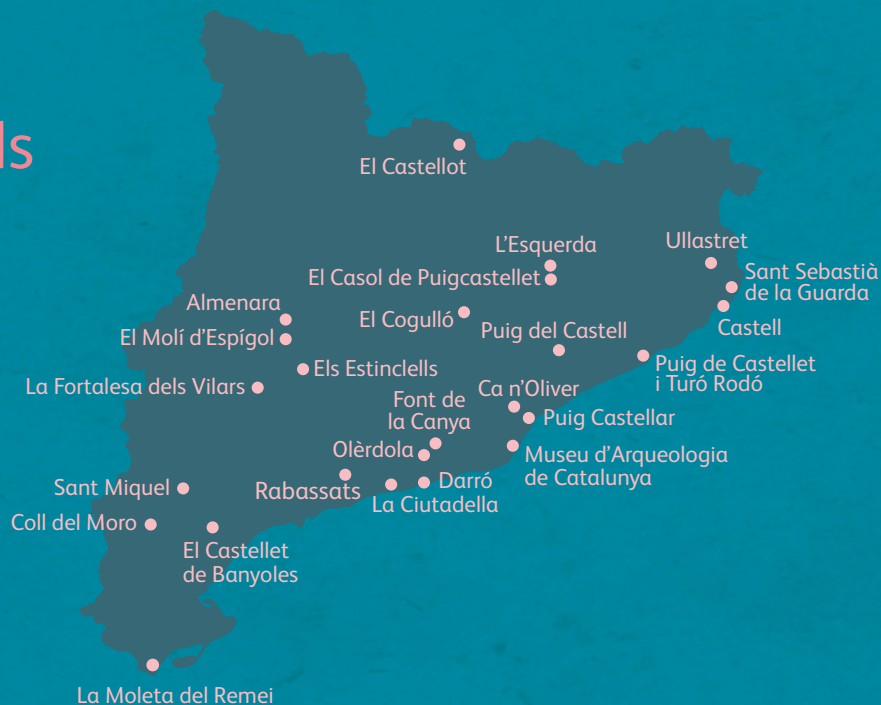 ls
El Castellot
L'Esquerda
Ullastret
El Casol de Puigcastellet
Sant Sebastià
de la Guarda
Almenara
El Cogulló
Castell
El Molí d'Espígol
Puig del Castell
Els Estinclells
Puig de Castellet
i Turó Rodó
La Fortalesa dels Vilars
Ca n'Oliver
Font de
la Canya
Puig Castellar
Olèrdola
Museu d'Arqueologia
de Catalunya
Sant Miquel
Rabassats
Darró
La Ciutadella
Coll del Moro
El Castellet
de Banyoles
La Moleta del Remei